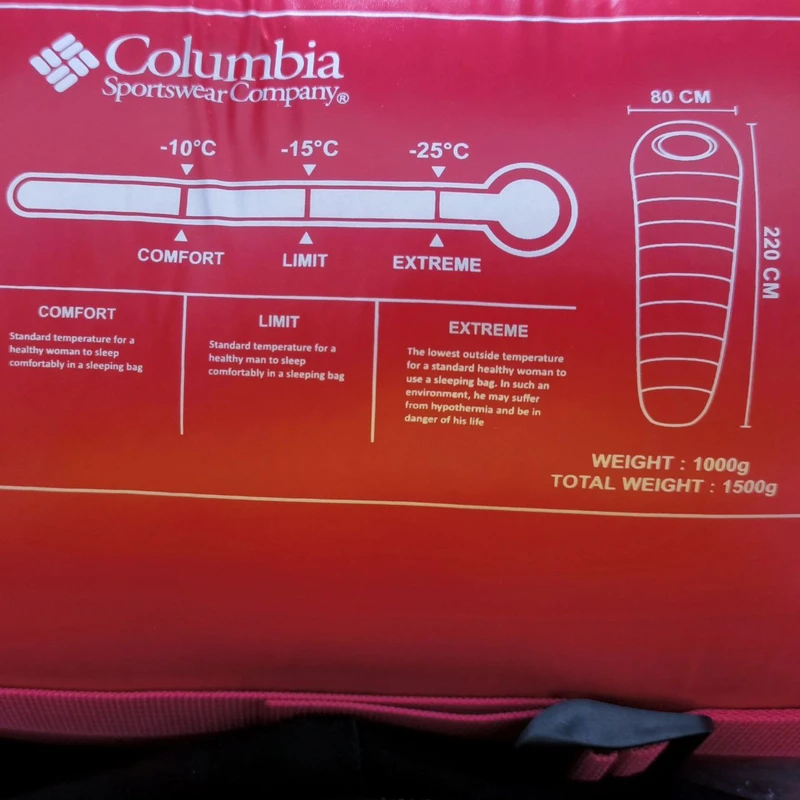 Columbia
Sportswear Company®
80 CM
-10°C -15°C -25°C
COMFORT LIMIT EXTREME
220 CM
COMFORT
Standard temperature for a
healthy woman to sleep
comfortably in a sleeping bag
LIMIT
Standard temperature for a
healthy man to sleep
comfortably in a sleeping bag
EXTREME
The lowest outside temperature
for a standard healthy woman to
use a sleeping bag. In such an
environment, he may suffer
from hypothermia and be in
danger of his life
WEIGHT : 1000g
TOTAL WEIGHT : 1500g